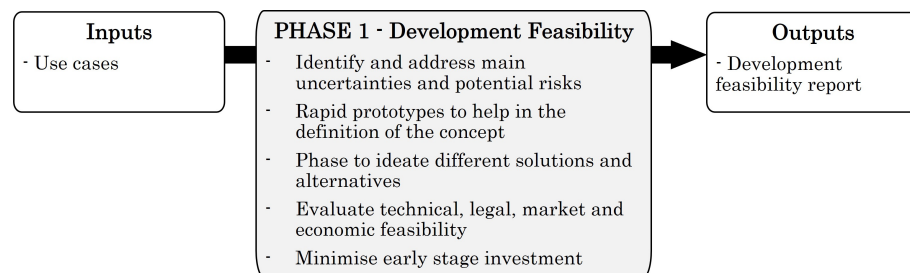 Inputs
- Use cases
PHASE 1 - Development Feasibility
- Identify and address main
uncertainties and potential risks
- Rapid prototypes to help in the
definition of the concept
- Phase to ideate different solutions and
alternatives
- Evaluate technical, legal, market and
economic feasibility
- Minimise early stage investment
Outputs
- Development
feasibility report